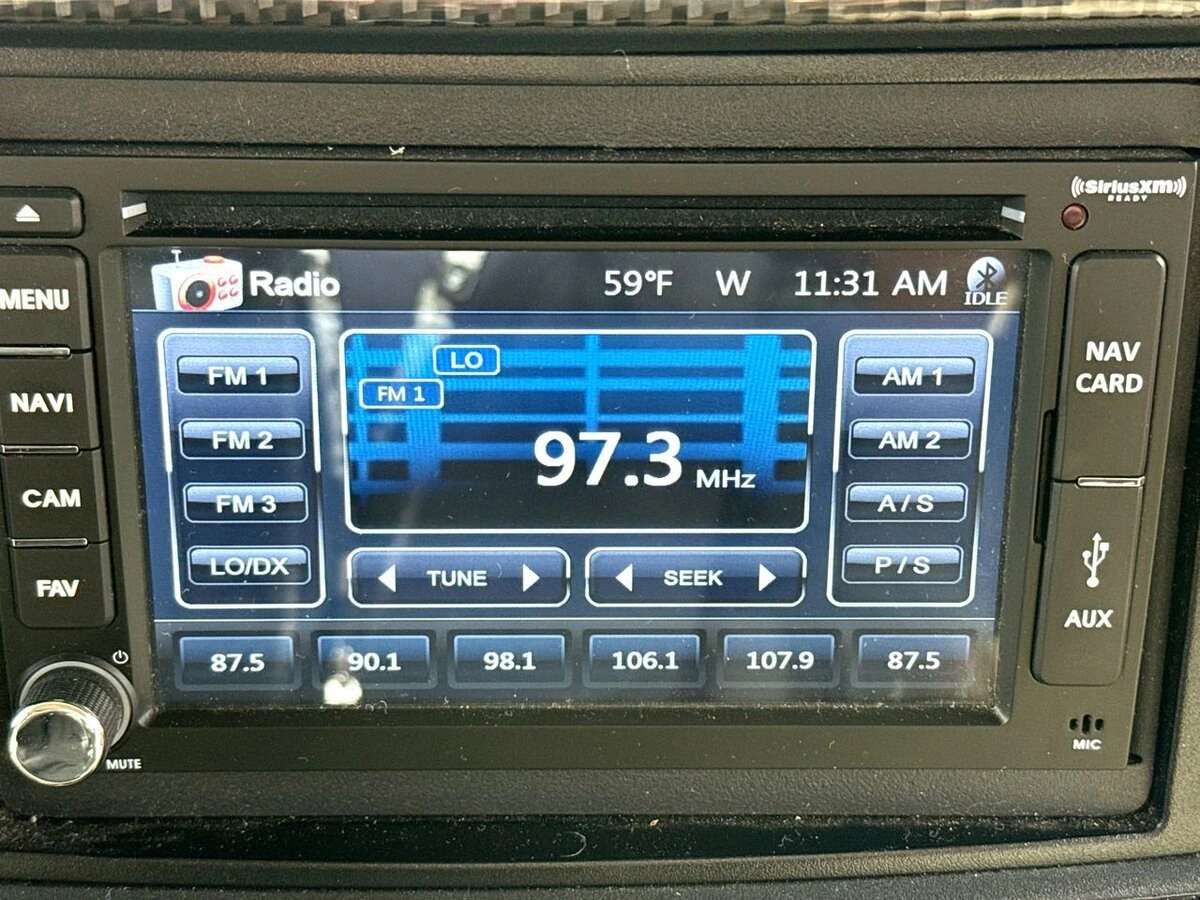 SiriusXM
READY
Radio 59°F W 11:31 AM
IDLE
MENU
NAVI
CAM
FAV
FM 1
FM 2
FM 3
LO/DX
LO
FM 1
97.3 MHz
TUNE
SEEK
AM 1
AM 2
A / S
P / S
87.5 90.1 98.1 106.1 107.9 87.5
NAV
CARD
AUX
MIC
MUTE